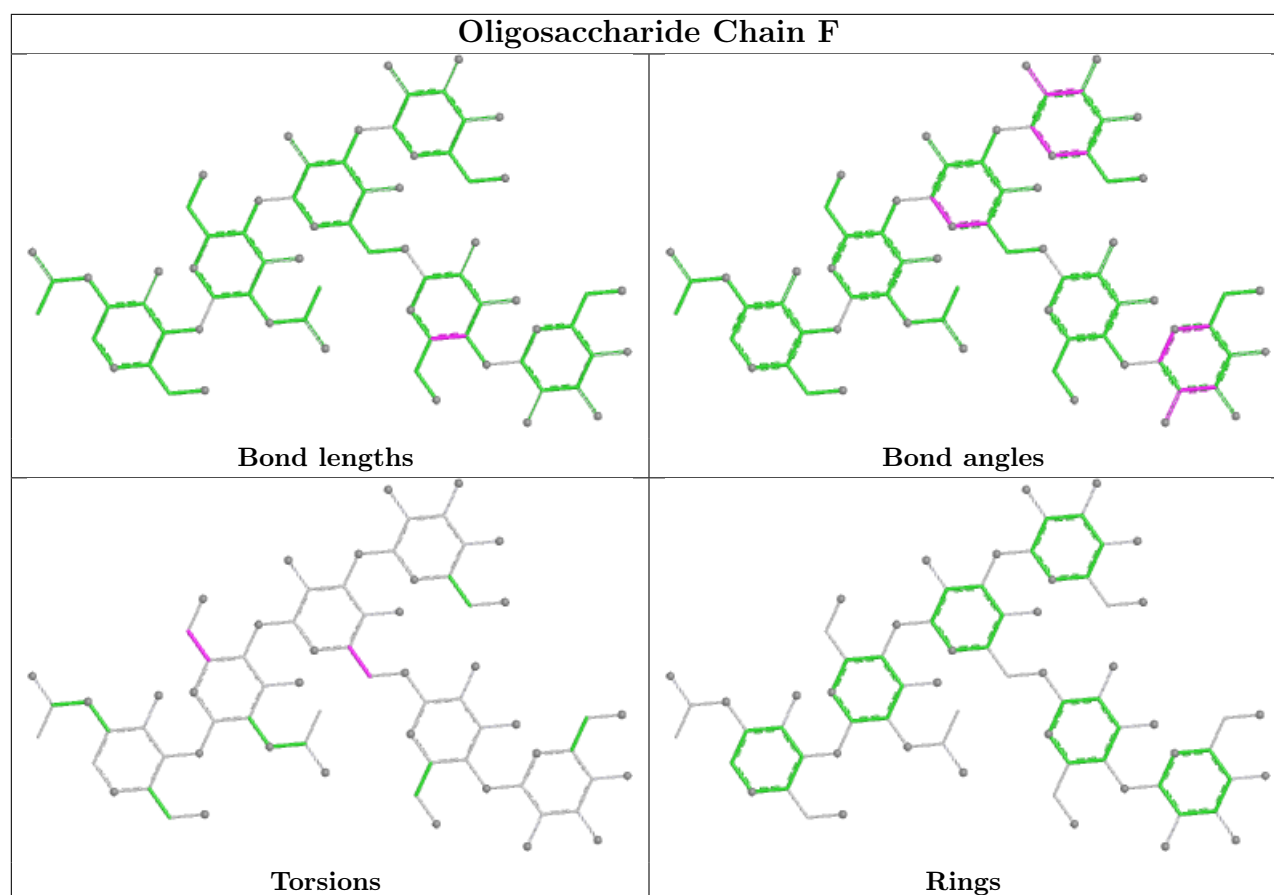 Oligosaccharide Chain F
Bond lengths
Bond angles
Torsions
Rings